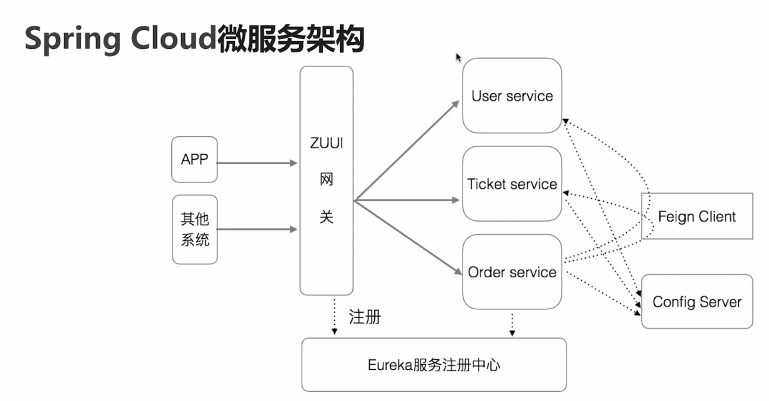 Spring Cloud微服务架构
APP
其他
系统
ZUUl
网
关
User service
Ticket service
Order service
Feign Client
Config Server
注册
Eureka服务注册中心